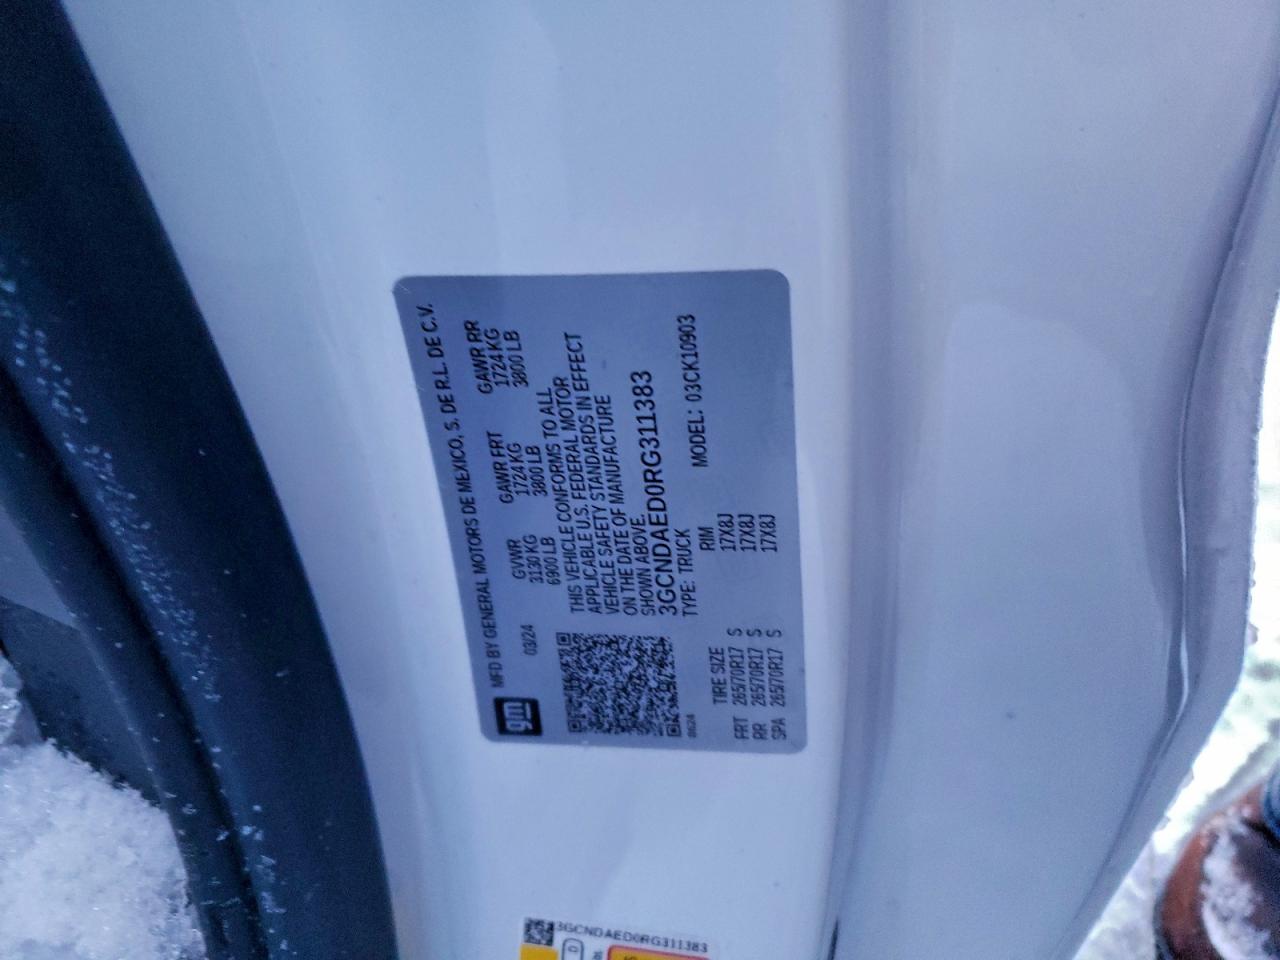 gm
MFD BY GENERAL MOTORS DE MEXICO, S. DE R.L. DE C.V.
03/24
GVWR GAWR FRT GAWR RR
3130 KG 1724 KG 1724 KG
6900 LB 3800 LB 3800 LB
THIS VEHICLE CONFORMS TO ALL
APPLICABLE U.S. FEDERAL MOTOR
VEHICLE SAFETY STANDARDS IN EFFECT
ON THE DATE OF MANUFACTURE
SHOWN ABOVE.
3GCNDAED0RG311383
TYPE: TRUCK MODEL: 03CK10903
TIRE SIZE RIM
FRT 265/70R17 S 17X8J
RR 265/70R17 S 17X8J
SPA 265/70R17 S 17X8J
3GCNDAED0RG311383
D